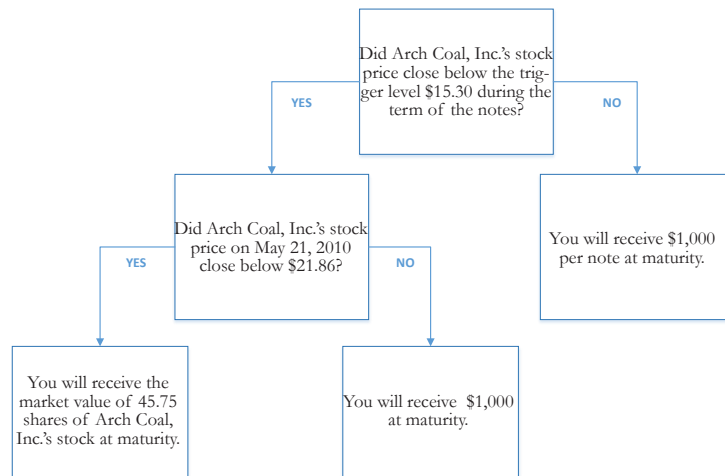 Did Arch Coal, Inc.'s stock
price close below the trig-
ger level $15.30 during the
term of the notes?
YES
NO
Did Arch Coal, Inc.'s stock
price on May 21, 2010
close below $21.86?
You will receive $1,000
per note at maturity.
YES
NO
You will receive the
market value of 45.75
shares of Arch Coal,
Inc.'s stock at maturity.
You will receive $1,000
at maturity.